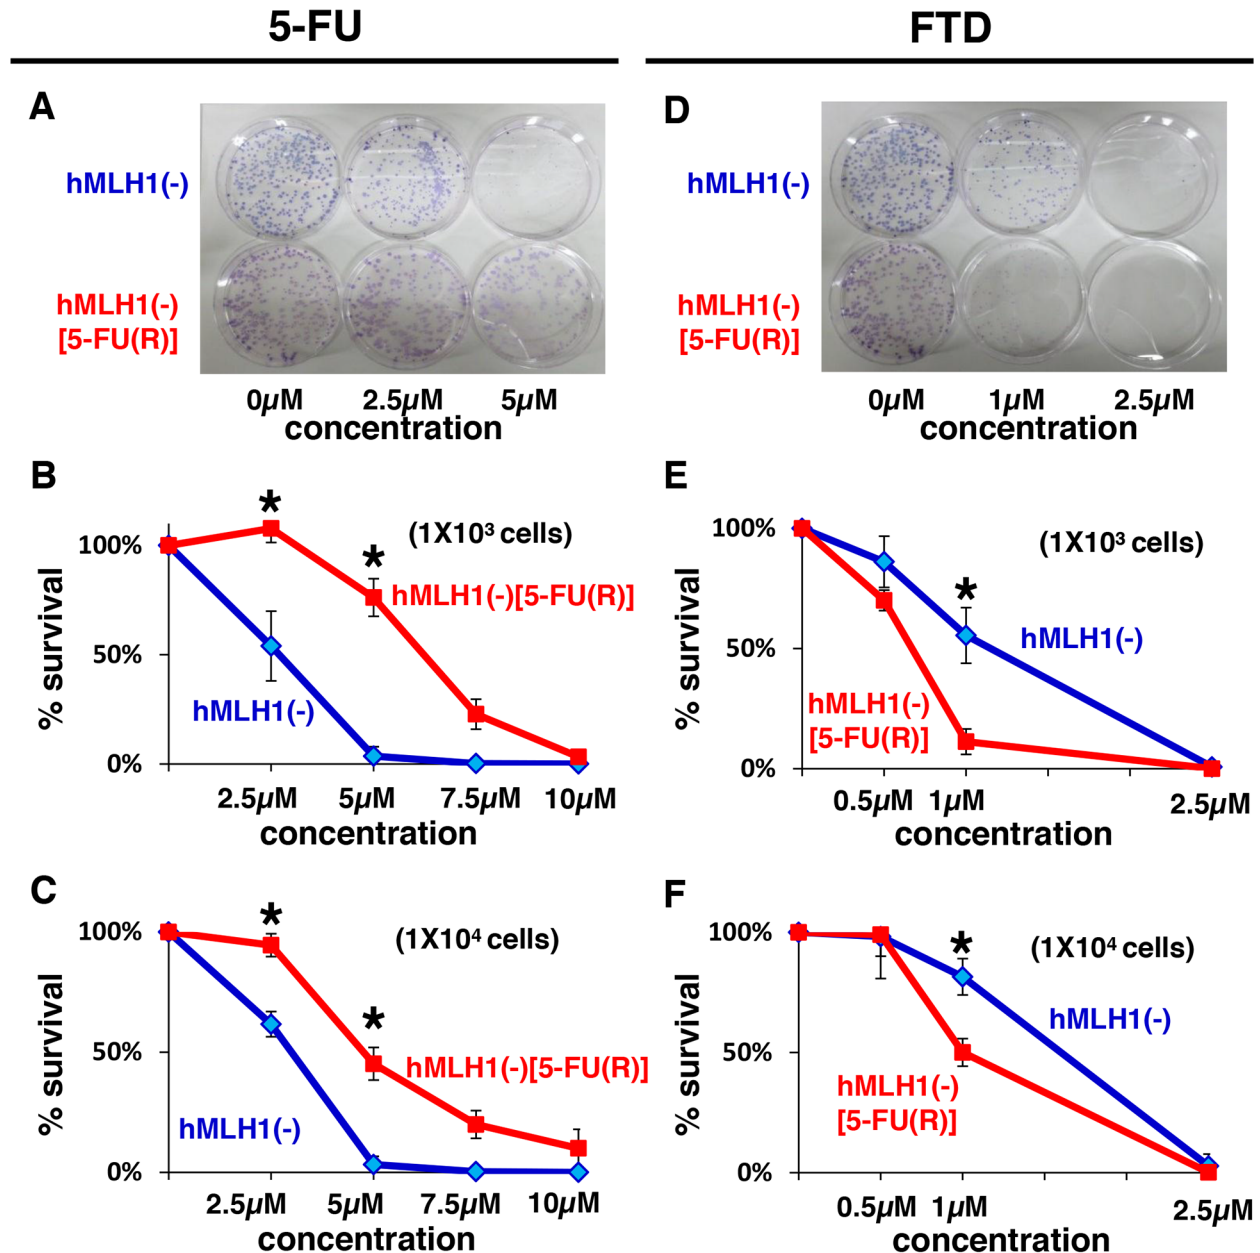 5-FU
FTD
A
hMLH1(-)
hMLH1(-)
[5-FU(R)]
0µM 2.5µM 5µM
concentration
D
hMLH1(-)
hMLH1(-)
[5-FU(R)]
0µM 1µM 2.5µM
concentration
B
*
*
(1X10³ cells)
100%
50%
0%
% survival
hMLH1(-)[5-FU(R)]
hMLH1(-)
2.5µM 5µM 7.5µM 10µM
concentration
E
*
(1X10³ cells)
100%
50%
0%
% survival
hMLH1(-)
hMLH1(-)
[5-FU(R)]
0.5µM 1µM 2.5µM
concentration
C
*
*
(1X10⁴ cells)
100%
50%
0%
% survival
hMLH1(-)[5-FU(R)]
hMLH1(-)
2.5µM 5µM 7.5µM 10µM
concentration
F
*
(1X10⁴ cells)
100%
50%
0%
% survival
hMLH1(-)
hMLH1(-)
[5-FU(R)]
0.5µM 1µM 2.5µM
concentration